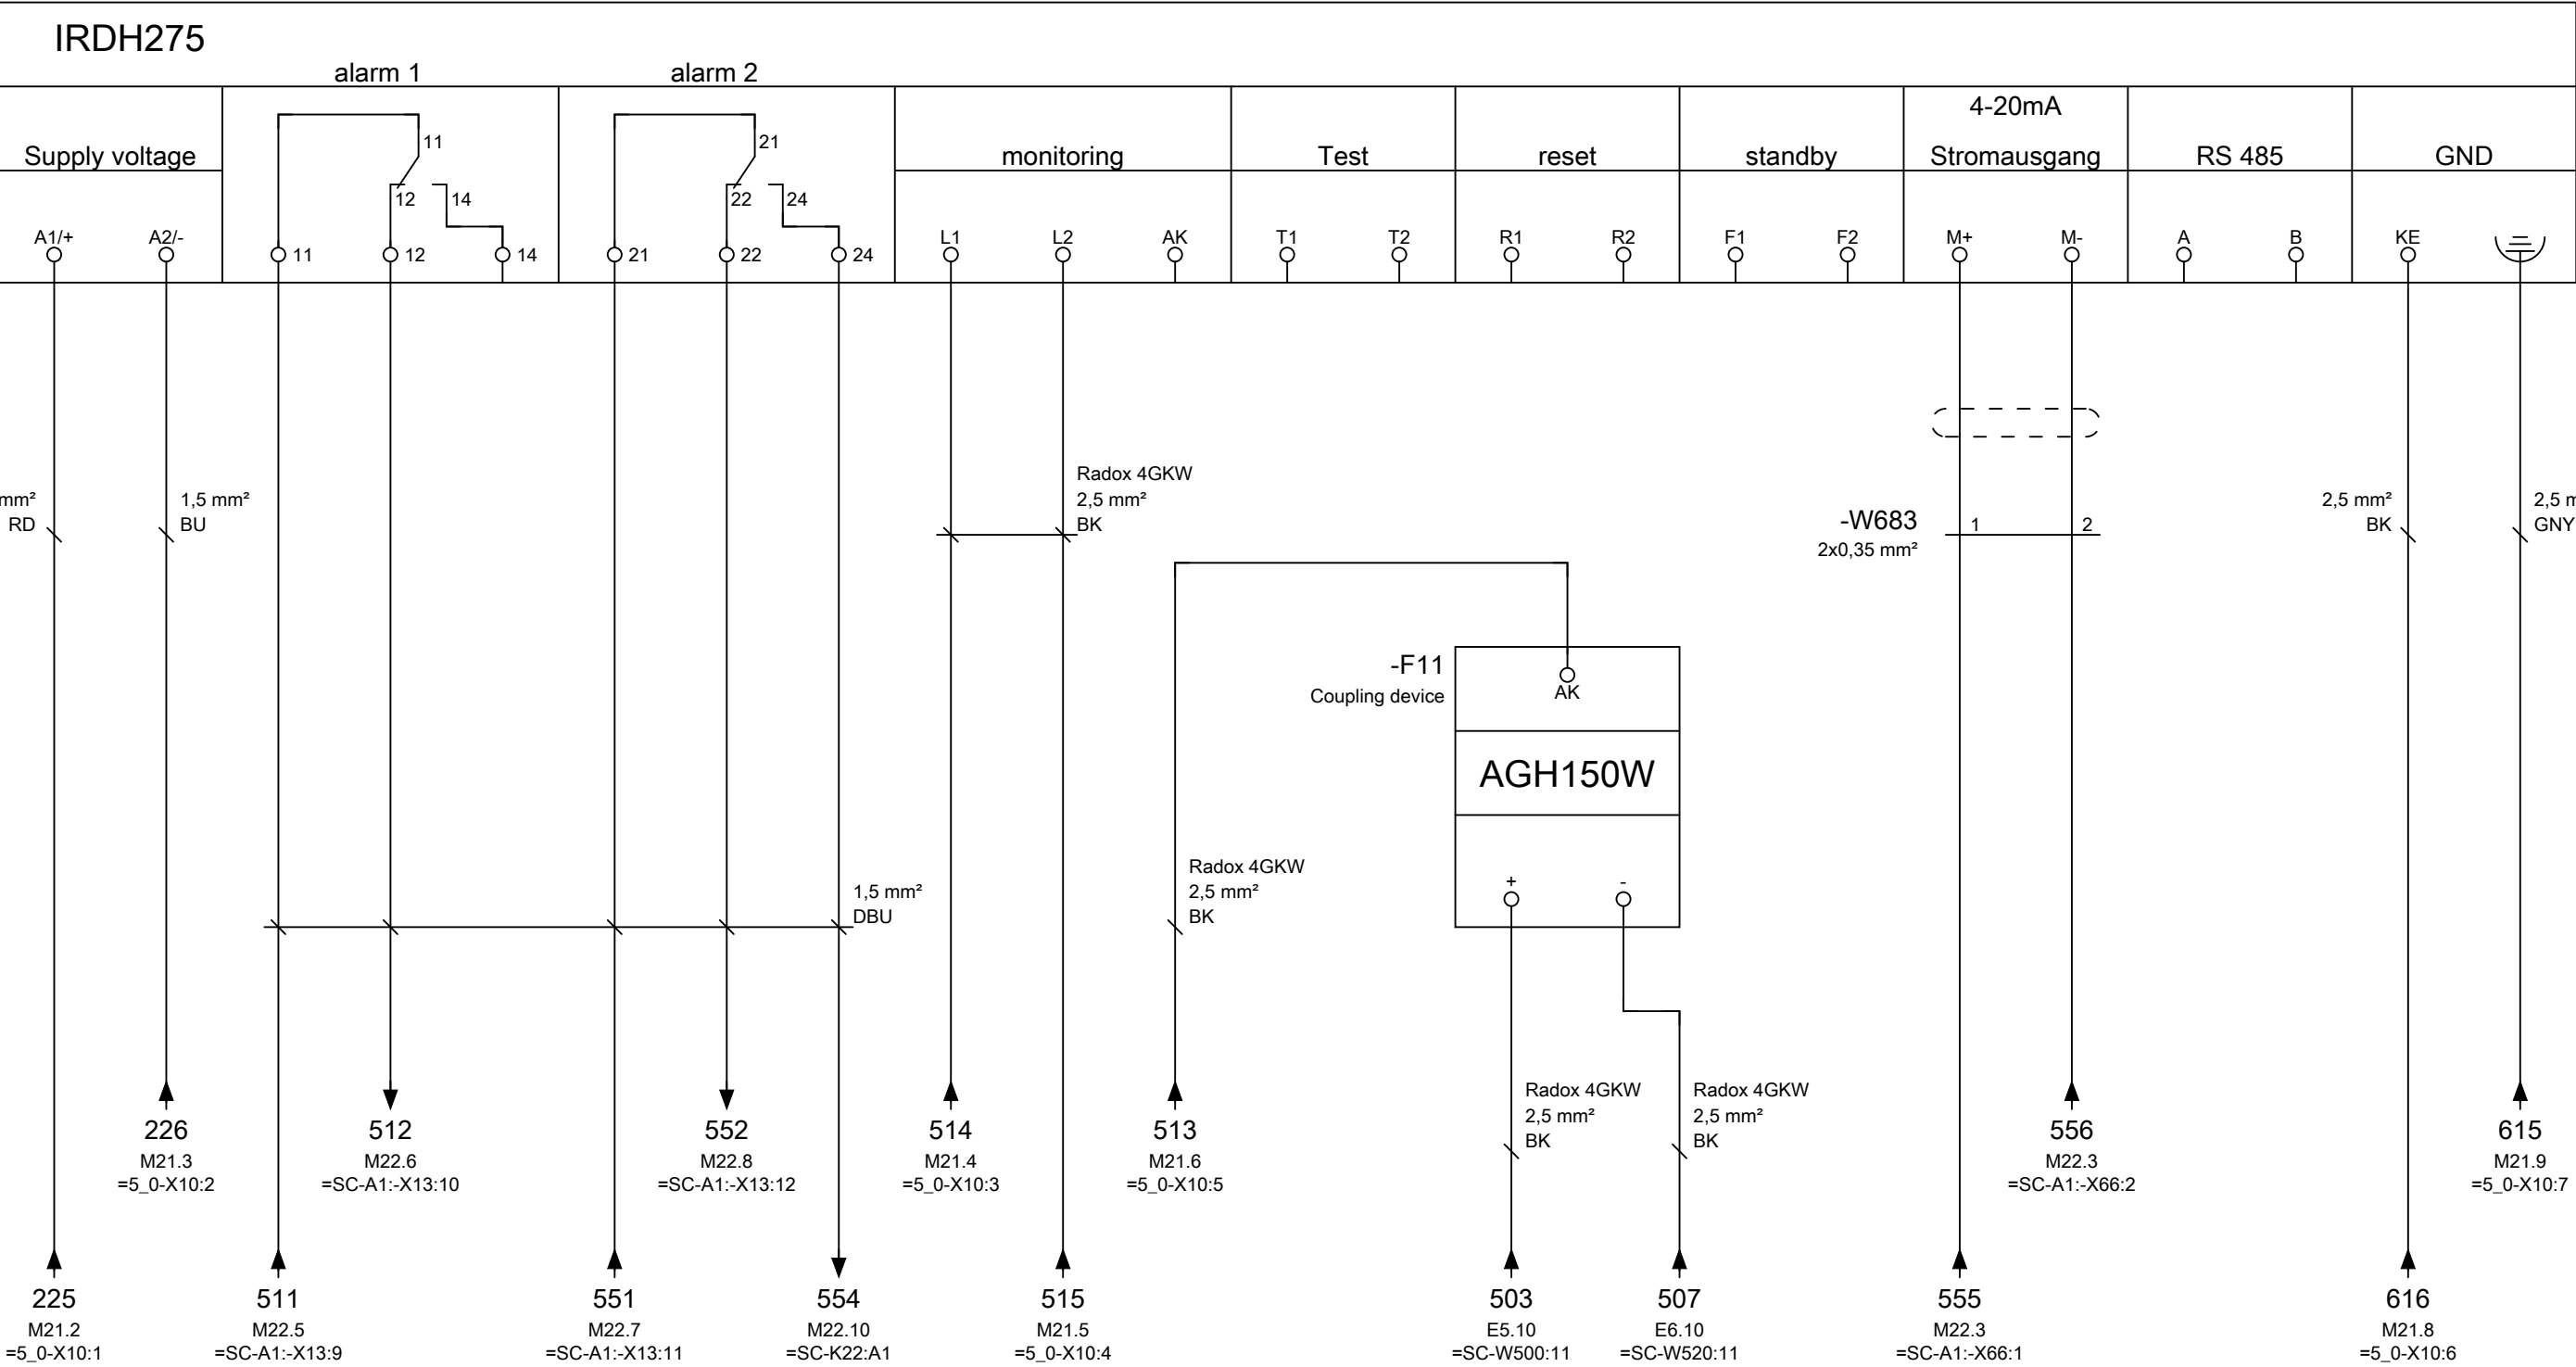 IRDH275
alarm 1
alarm 2
4-20mA
Supply voltage
monitoring
Test
reset
standby
Stromausgang
RS 485
GND
11
12
14
21
22
24
A1/+
A2/-
11
12
14
21
22
24
L1
L2
AK
T1
T2
R1
R2
F1
F2
M+
M-
A
B
KE
mm²
RD
1,5 mm²
BU
Radox 4GKW
2,5 mm²
BK
-W683
2x0,35 mm²
1
2
2,5 mm²
BK
2,5 m
GNY
-F11
Coupling device
AK
AGH150W
+
-
1,5 mm²
DBU
Radox 4GKW
2,5 mm²
BK
Radox 4GKW
2,5 mm²
BK
Radox 4GKW
2,5 mm²
BK
226
M21.3
=5_0-X10:2
512
M22.6
=SC-A1:-X13:10
552
M22.8
=SC-A1:-X13:12
514
M21.4
=5_0-X10:3
513
M21.6
=5_0-X10:5
556
M22.3
=SC-A1:-X66:2
615
M21.9
=5_0-X10:7
225
M21.2
=5_0-X10:1
511
M22.5
=SC-A1:-X13:9
551
M22.7
=SC-A1:-X13:11
554
M22.10
=SC-K22:A1
515
M21.5
=5_0-X10:4
503
E5.10
=SC-W500:11
507
E6.10
=SC-W520:11
555
M22.3
=SC-A1:-X66:1
616
M21.8
=5_0-X10:6